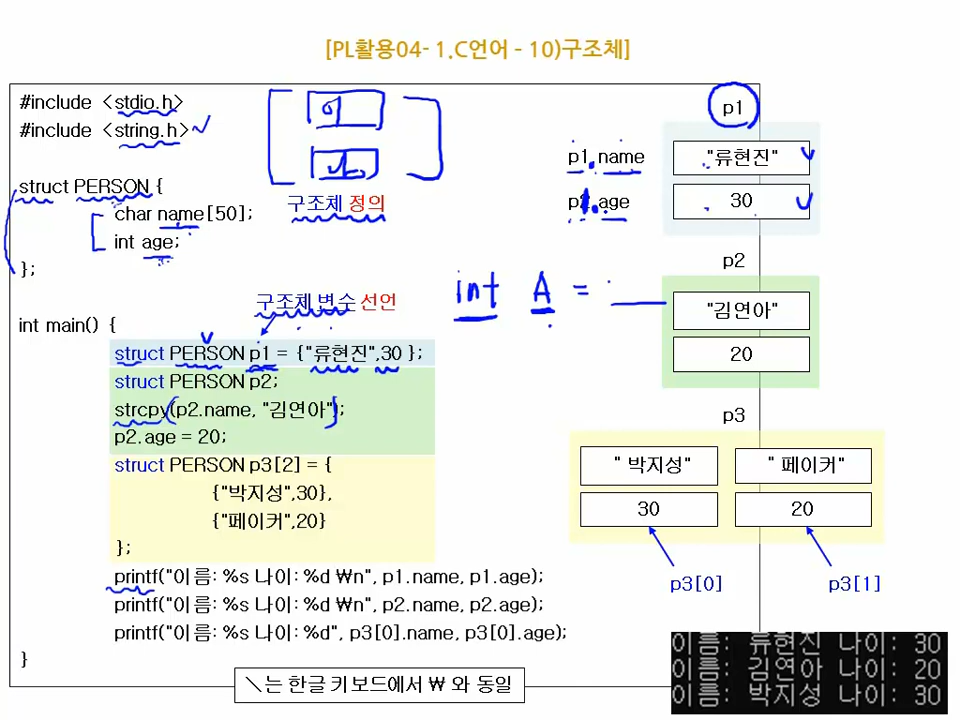 [PL활용04- 1.C언어 - 10)구조체]
#include <stdio.h>
#include <string.h>
struct PERSON {
char name[50];
int age;
};
구조체 정의
int main() {
구조체 변수 선언
struct PERSON p1 = {"류현진",30 };
struct PERSON p2;
strcpy(p2.name, "김연아");
p2.age = 20;
struct PERSON p3[2] = {
{"박지성",30},
{"페이커",20}
};
printf("이름: %s 나이: %d ₩n", p1.name, p1.age);
printf("이름: %s 나이: %d ₩n", p2.name, p2.age);
printf("이름: %s 나이: %d", p3[0].name, p3[0].age);
}
\는 한글 키보드에서 ₩ 와 동일
int A =
p1
p1.name
"류현진"
age
30
p2
"김연아"
20
p3
" 박지성"
" 페이커"
30
20
p3[0]
p3[1]
이름: 류현진 나이: 30
이름: 김연아 나이: 20
이름: 박지성 나이: 30